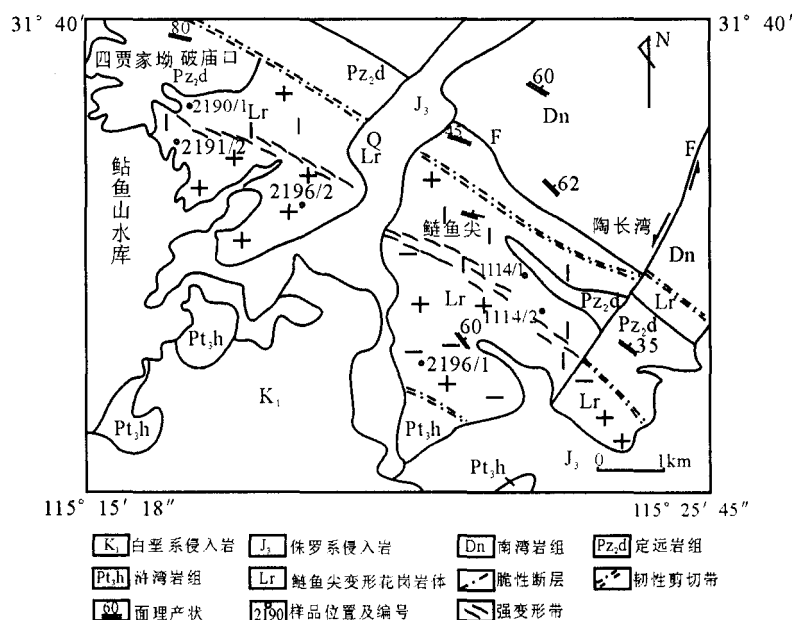 31° 40′
31° 40′
80
四贾家坳 破庙口
Pz₂d
Pz₂d
N
60
J₃
Dn
2190/1
Lr
Q
Lr
45
F
F
2191/2
62
鲇鱼山水库
2196/2
鲢鱼尖
陶长湾
Dn
1114/1
Lr
Pz₂d
Lr
1114/2
Pz₂d
60
35
Pt₃h
2196/1
K₁
Lr
Pt₃h
Pt₃h
Pt₃h
J₃
0 1km
115° 15′ 18″
115° 25′ 45″
K₁ 白垩系侵入岩 J₃ 侏罗系侵入岩 Dn 南湾岩组 Pz₂d 定远岩组
Pt₃h 浒湾岩组 Lr 鲢鱼尖变形花岗岩体 脆性断层 韧性剪切带
60 面理产状 2190 样品位置及编号 强变形带